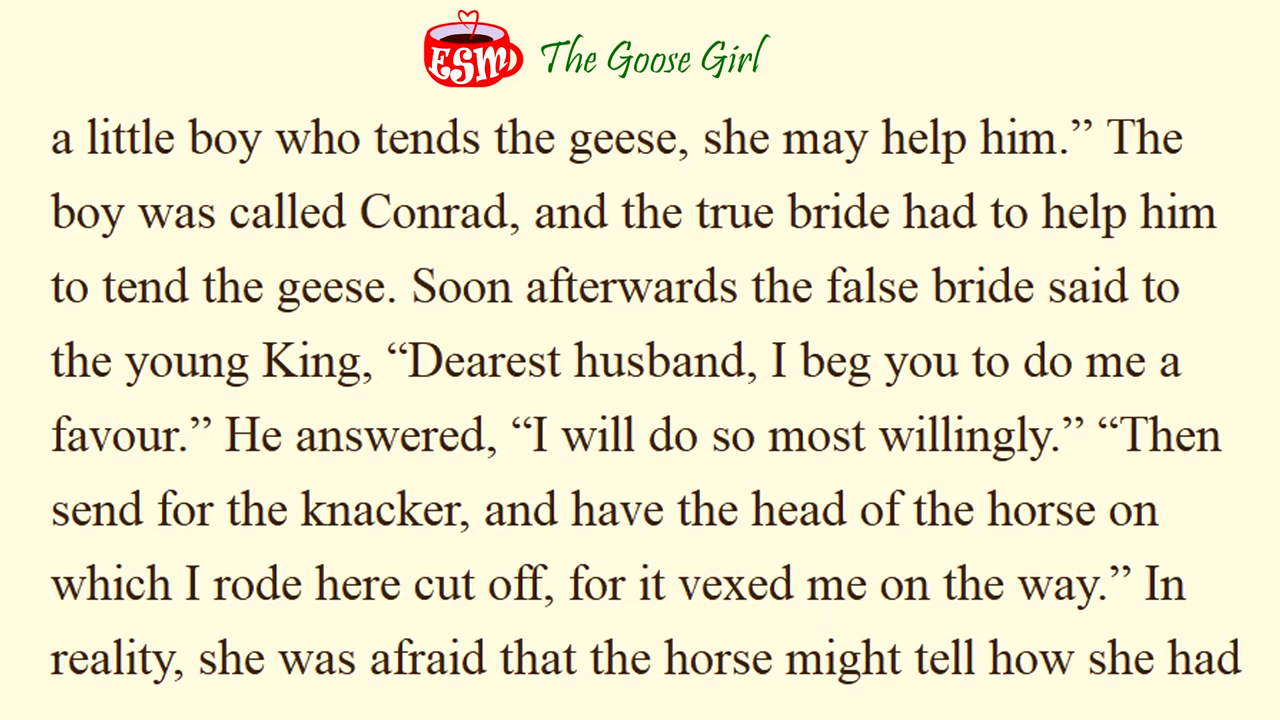 ESM The Goose Girl
a little boy who tends the geese, she may help him.” The
boy was called Conrad, and the true bride had to help him
to tend the geese. Soon afterwards the false bride said to
the young King, “Dearest husband, I beg you to do me a
favour.” He answered, “I will do so most willingly.” “Then
send for the knacker, and have the head of the horse on
which I rode here cut off, for it vexed me on the way.” In
reality, she was afraid that the horse might tell how she had